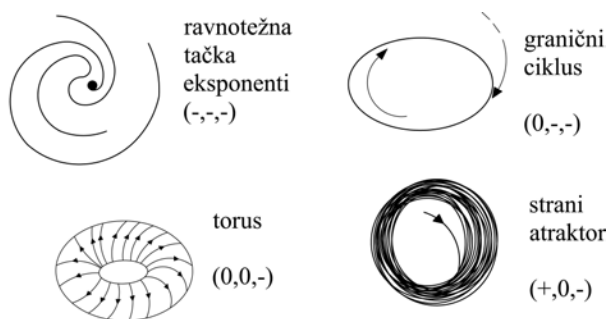 ravnotežna
tačka
eksponenti
(-,-,-)
granični
ciklus
(0,-,-)
torus
(0,0,-)
strani
atraktor
(+,0,-)